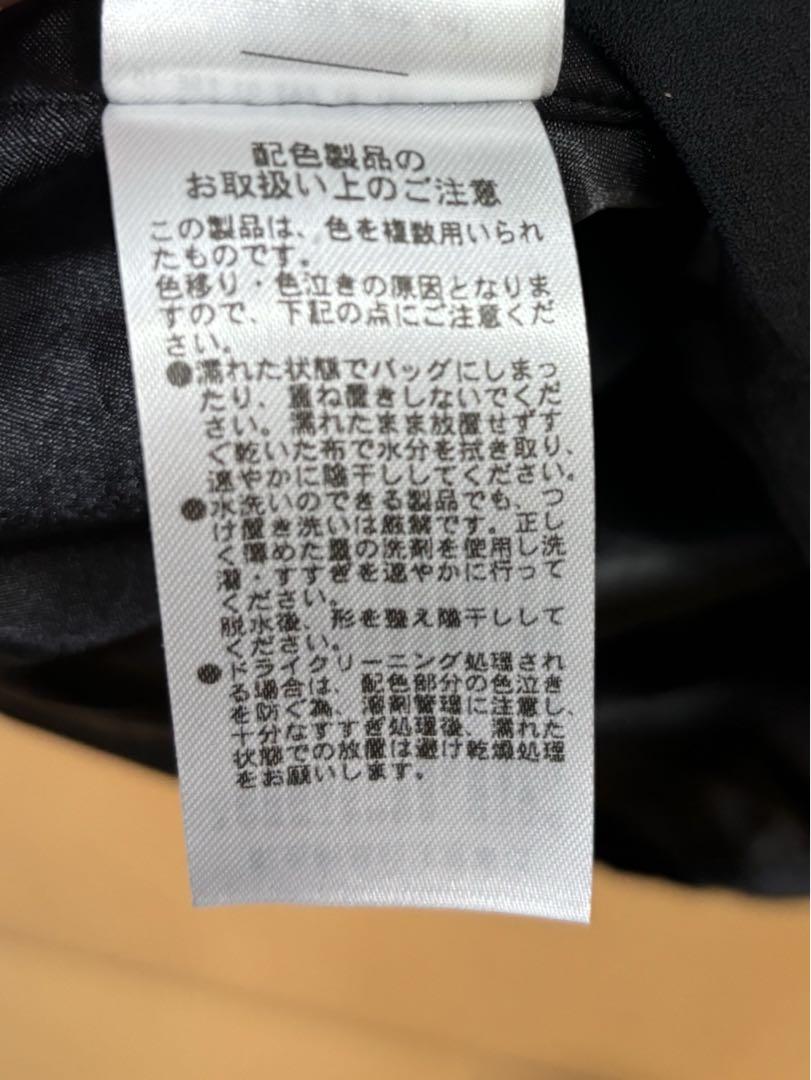 配色製品の
お取扱い上のご注意
この製品は、色を複数用いられ
たものです。
色移り・色泣きの原因となりま
すので、下記の点にご注意くだ
さい。
●濡れた状態でバッグにしまっ
たり、重ね置きしないでくだ
さい。濡れたまま放置せずす
ぐ乾いた布で水分を拭き取り、
速やかに陰干ししてください。
●水洗いのできる製品でも、つ
け置き洗いは厳禁です。正し
く薄めた量の洗剤を使用し洗
濯・すすぎを速やかに行って
ください。
脱水後、形を整え陰干しして
ください。
●ドライクリーニング処理され
る場合は、配色部分の色泣き
を防ぐ為、溶剤管理に注意し、
十分なすすぎ処理後、濡れた
状態での放置は避け乾燥処理
をお願いします。